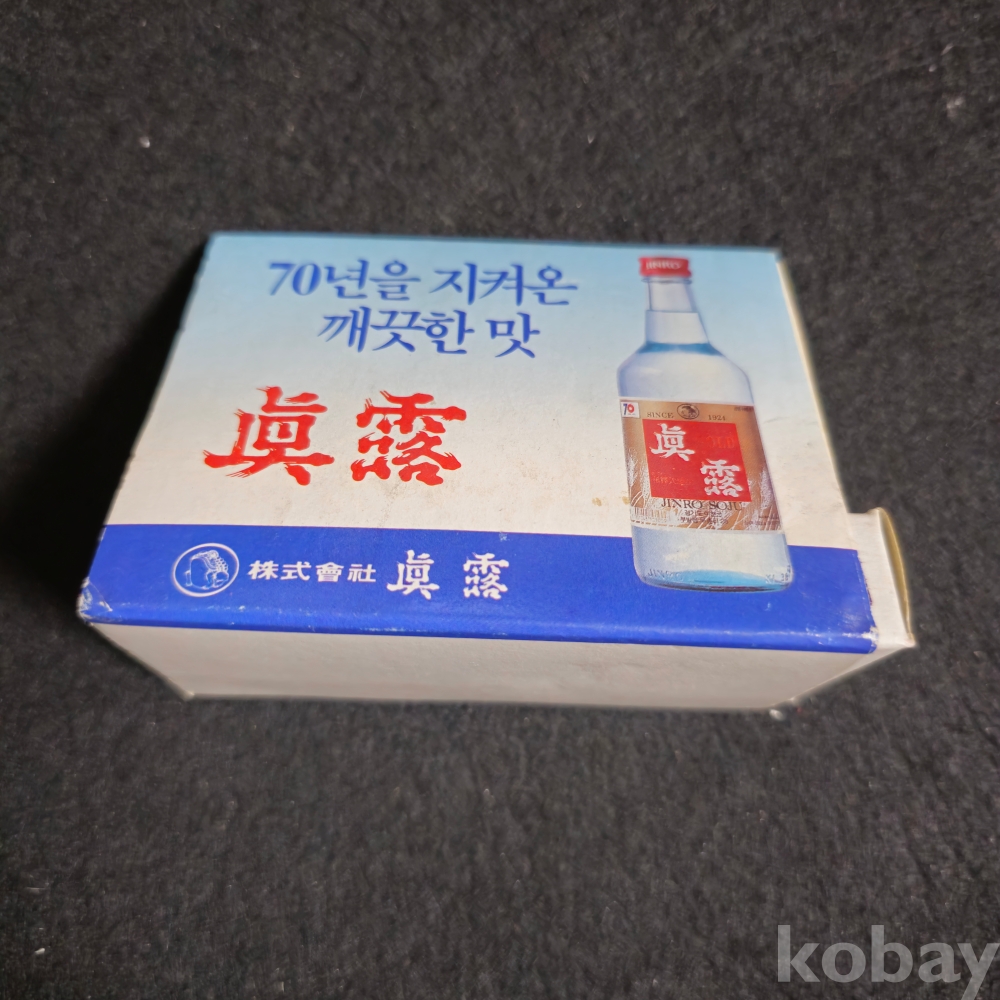 70년을 지켜온
깨끗한 맛
眞露
JINRO
70
SINCE 1924
眞
露
JINRO SOJU
株式會社 眞露
kobay